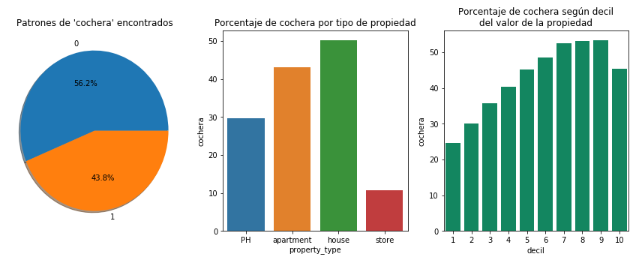 Patrones de 'cochera' encontrados
0
56.2%
43.8%
1
Porcentaje de cochera por tipo de propiedad
50
40
30
20
10
0
cochera
PH apartment house store
property_type
Porcentaje de cochera según decil
del valor de la propiedad
50
40
30
20
10
0
cochera
1 2 3 4 5 6 7 8 9 10
decil